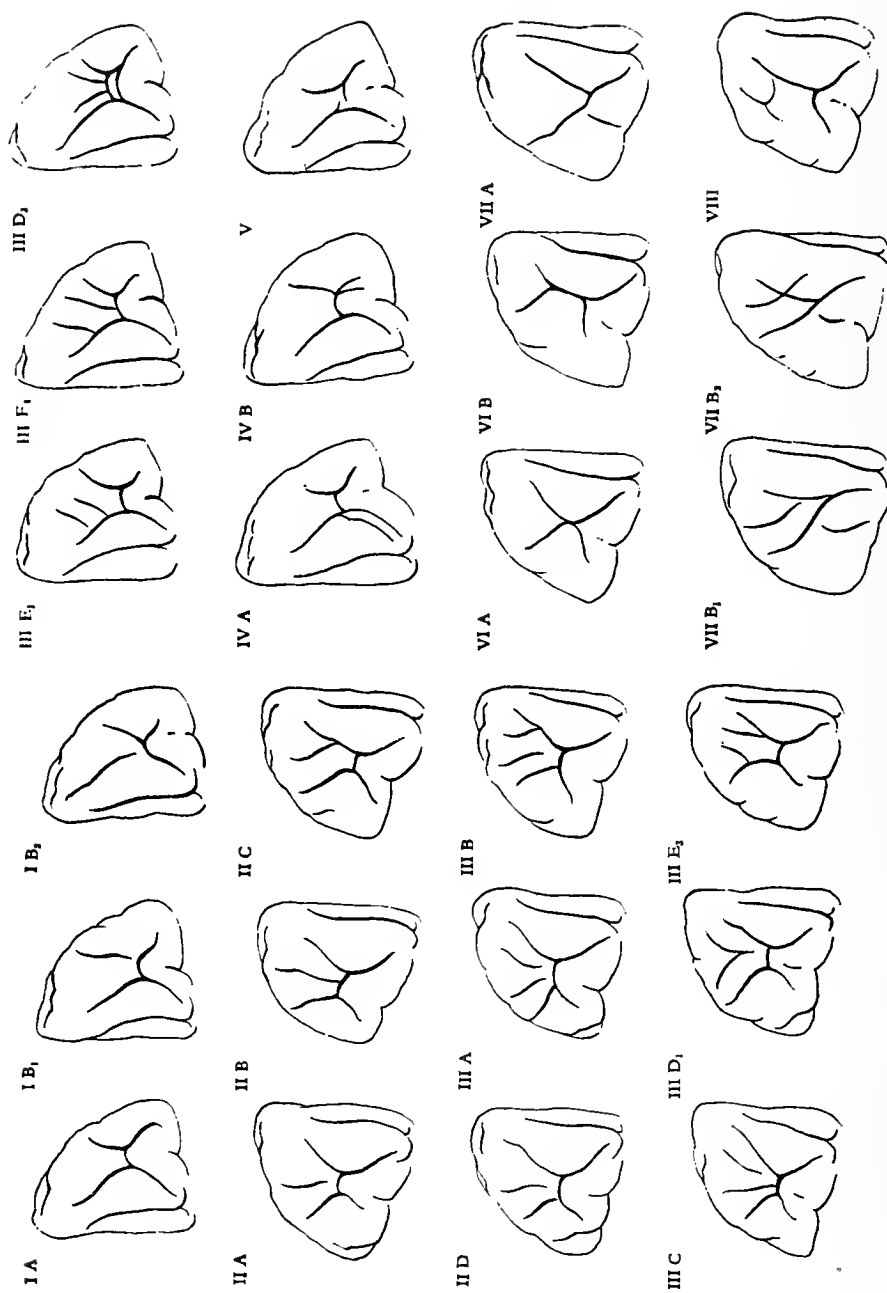 I A
I B₁
I B₂
III E₁
III F₁
III D₂
II A
II B
II C
IV A
IV B
V
II D
III A
III B
VI A
VI B
VII A
III C
III D₁
III E₂
VII B₁
VII B₂
VIII